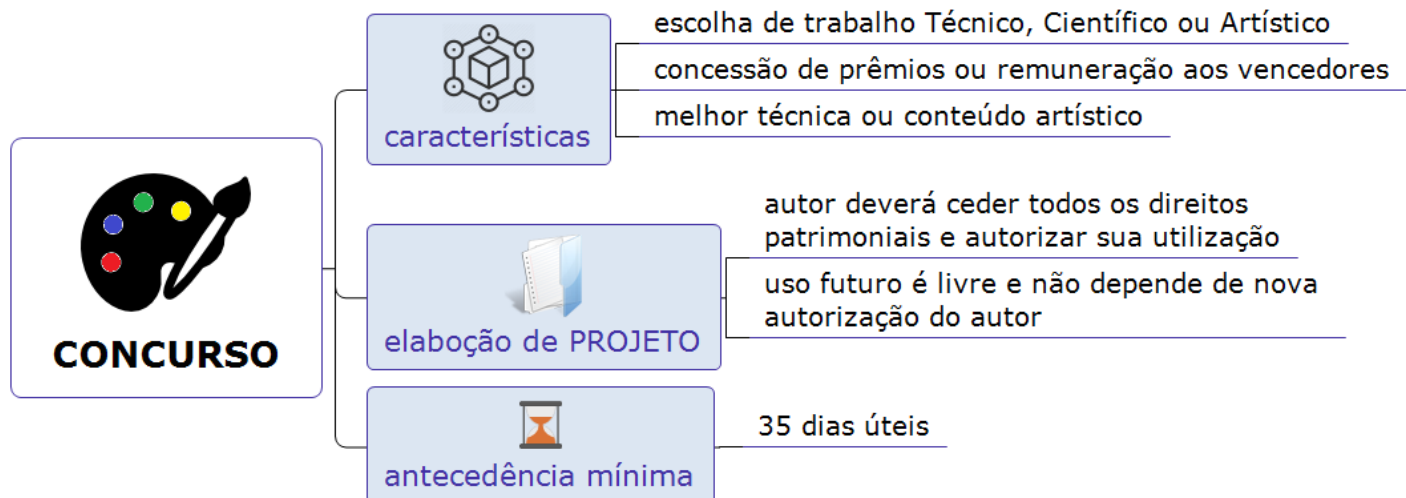 CONCURSO
características
escolha de trabalho Técnico, Científico ou Artístico
concessão de prêmios ou remuneração aos vencedores
melhor técnica ou conteúdo artístico
elaboção de PROJETO
autor deverá ceder todos os direitos
patrimoniais e autorizar sua utilização
uso futuro é livre e não depende de nova
autorização do autor
antecedência mínima
35 dias úteis